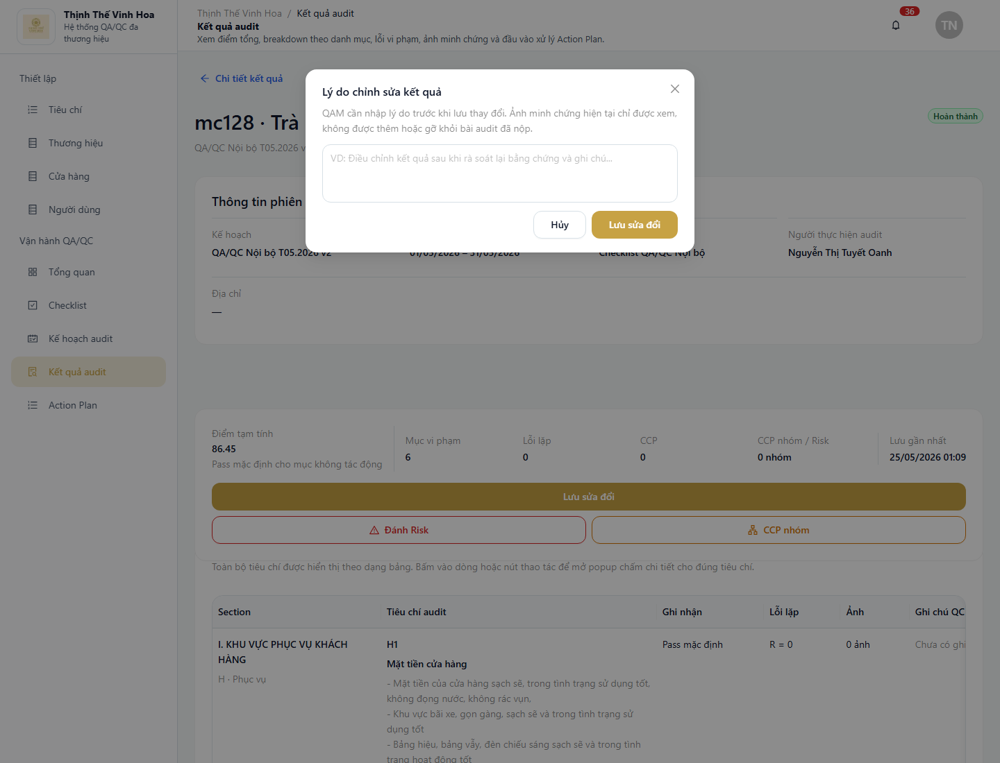 Thịnh Thế Vinh Hoa
Hệ thống QA/QC đa
thương hiệu
Thịnh Thế Vinh Hoa / Kết quả audit
Kết quả audit
Xem điểm tổng, breakdown theo danh mục, lỗi vi phạm, ảnh minh chứng và đầu vào xử lý Action Plan.
36
TN
Thiết lập
Tiêu chí
Thương hiệu
Cửa hàng
Người dùng
Vận hành QA/QC
Tổng quan
Checklist
Kế hoạch audit
Kết quả audit
Action Plan
Chi tiết kết quả
mc128 · Trà
QA/QC Nội bộ T05.2026 v
Hoàn thành
Lý do chỉnh sửa kết quả
QAM cần nhập lý do trước khi lưu thay đổi. Ảnh minh chứng hiện tại chỉ được xem,
không được thêm hoặc gỡ khỏi bài audit đã nộp.
VD: Điều chỉnh kết quả sau khi rà soát lại bằng chứng và ghi chú...
Hủy
Lưu sửa đổi
Thông tin phiên
Kế hoạch
QA/QC Nội bộ T05.2026 v2
01/05/2026 – 31/05/2026
Checklist QA/QC Nội bộ
Người thực hiện audit
Nguyễn Thị Tuyết Oanh
Địa chỉ
—
Điểm tạm tính
86.45
Pass mặc định cho mục không tác động
Mục vi phạm
6
Lỗi lặp
0
CCP
0
CCP nhóm / Risk
0 nhóm
Lưu gần nhất
25/05/2026 01:09
Lưu sửa đổi
Đánh Risk
CCP nhóm
Toàn bộ tiêu chí được hiển thị theo dạng bảng. Bấm vào dòng hoặc nút thao tác để mở popup chấm chi tiết cho đúng tiêu chí.
Section
Tiêu chí audit
Ghi nhận
Lỗi lặp
Ảnh
Ghi chú QC
I. KHU VỰC PHỤC VỤ KHÁCH
HÀNG
H · Phục vụ
H1
Mặt tiền cửa hàng
- Mặt tiền của cửa hàng sạch sẽ, trong tình trạng sử dụng tốt,
không đọng nước, không rác vụn,
- Khu vực bãi xe, gọn gàng, sạch sẽ và trong tình trạng sử
dụng tốt
- Bảng hiệu, bảng vẫy, đèn chiếu sáng sạch sẽ và trong tình
trạng hoạt động tốt
Pass mặc định
R = 0
0 ảnh
Chưa có ghi